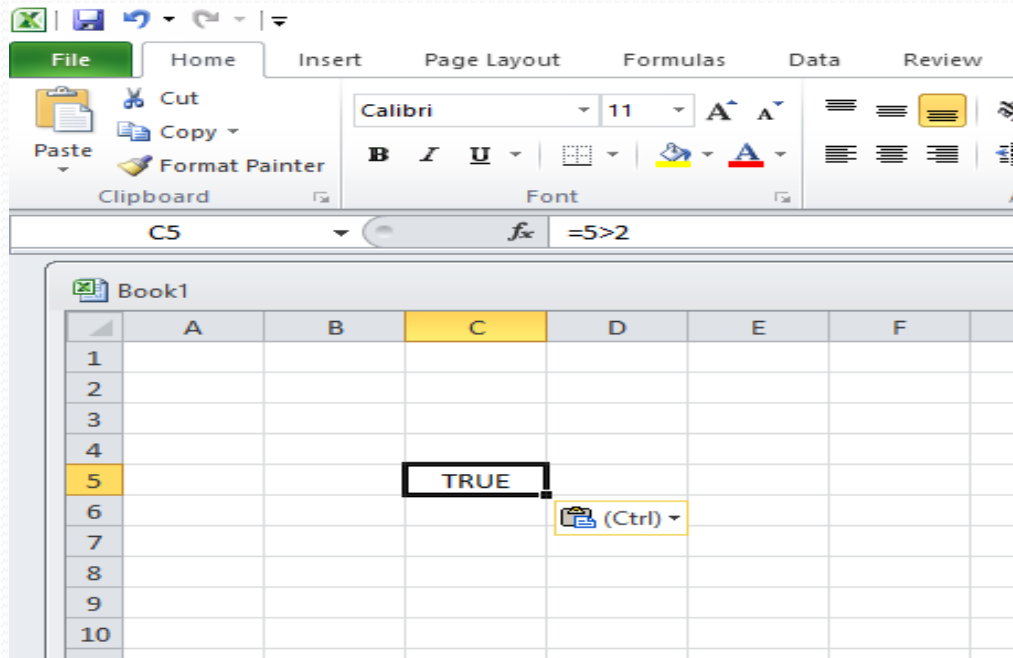 File Home Insert Page Layout Formulas Data Review
Cut
Copy
Format Painter
Paste
Calibri 11 A A
B I U A
Clipboard Font
C5 fx =5>2
Book1
A B C D E F
1
2
3
4
5 TRUE
6 (Ctrl)
7
8
9
10